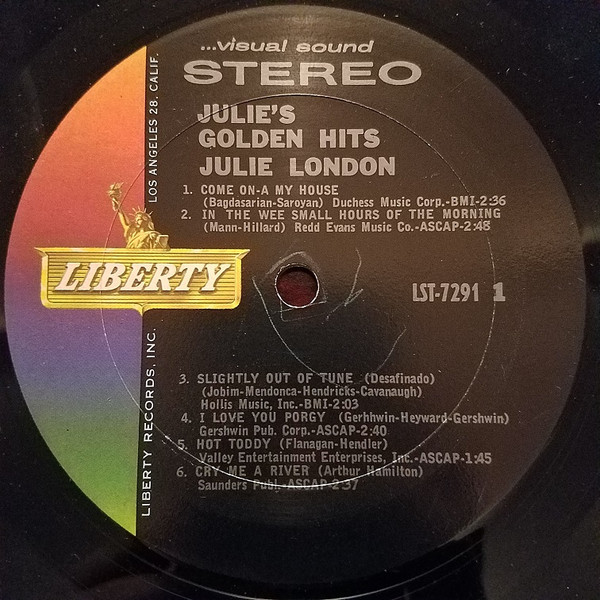 ...visual sound
STEREO
JULIE'S
GOLDEN HITS
JULIE LONDON
1. COME ON-A MY HOUSE
(Bagdasarian-Saroyan) Duchess Music Corp.-BMI-2:36
2. IN THE WEE SMALL HOURS OF THE MORNING
(Mann-Hillard) Redd Evans Music Co.-ASCAP-2:48
LIBERTY
LST-7291 1
3. SLIGHTLY OUT OF TUNE (Desafinado)
(Jobim-Mendonca-Hendricks-Cavanaugh)
Hollis Music, Inc.-BMI-2:03
4. I LOVE YOU PORGY (Gerhhwin-Heyward-Gershwin)
Gershwin Pub. Corp.-ASCAP-2:40
5. HOT TODDY (Flanagan-Hendler)
Valley Entertainment Enterprises, Inc.-ASCAP-1:45
6. CRY ME A RIVER (Arthur Hamilton)
Saunders Publ.-ASCAP-2:37
LIBERTY RECORDS, INC.
LOS ANGELES 28, CALIF.